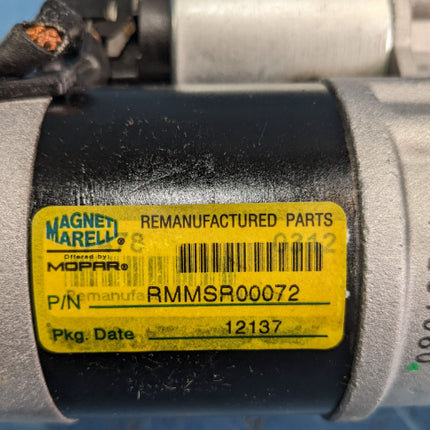 MAGNETI MARELLI® REMANUFACTURED PARTS
Offered by:
MOPAR®
P/N RMMSR00072
Pkg. Date 12137